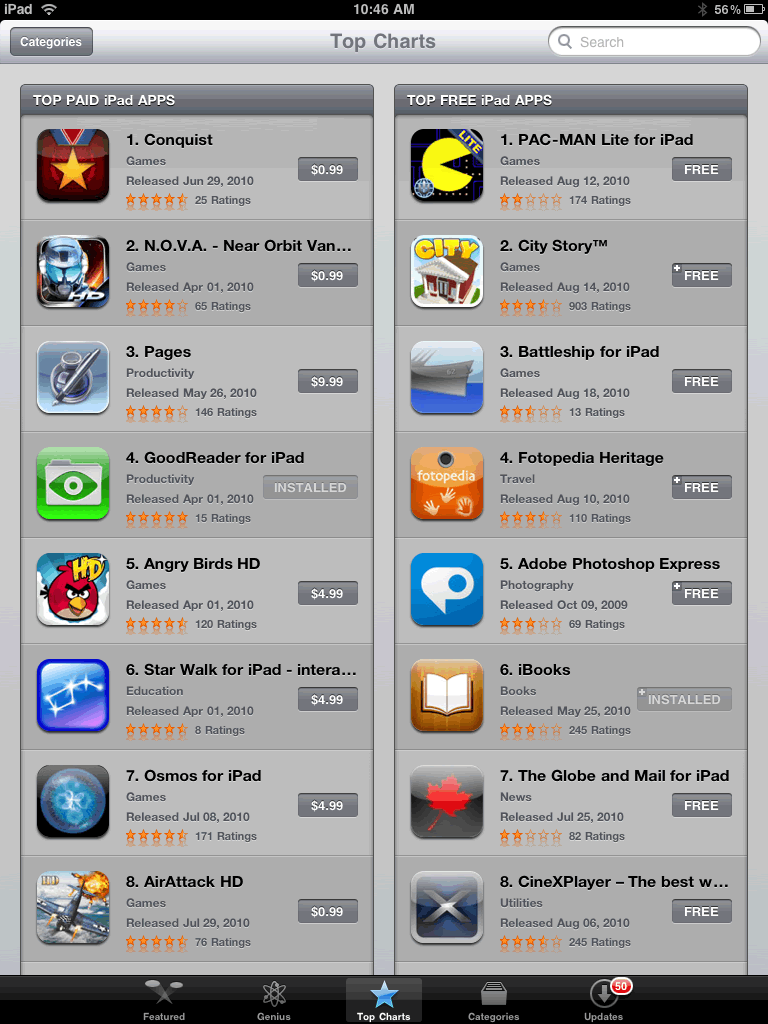 iPad
10:46 AM
56%
Categories
Top Charts
Search
TOP PAID iPad APPS
1. Conquist
Games
Released Jun 29, 2010
25 Ratings
$0.99
2. N.O.V.A. - Near Orbit Van...
Games
Released Apr 01, 2010
65 Ratings
$0.99
HD
3. Pages
Productivity
Released May 26, 2010
146 Ratings
$9.99
4. GoodReader for iPad
Productivity
Released Apr 01, 2010
15 Ratings
INSTALLED
5. Angry Birds HD
Games
Released Apr 01, 2010
120 Ratings
$4.99
HD
6. Star Walk for iPad - intera...
Education
Released Apr 01, 2010
8 Ratings
$4.99
7. Osmos for iPad
Games
Released Jul 08, 2010
171 Ratings
$4.99
8. AirAttack HD
Games
Released Jul 29, 2010
76 Ratings
$0.99
HD
TOP FREE iPad APPS
1. PAC-MAN Lite for iPad
Games
Released Aug 12, 2010
174 Ratings
FREE
LITE
2. City Story™
Games
Released Aug 14, 2010
903 Ratings
+ FREE
CITY
3. Battleship for iPad
Games
Released Aug 18, 2010
13 Ratings
FREE
4. Fotopedia Heritage
Travel
Released Aug 10, 2010
110 Ratings
+ FREE
fotopedia
5. Adobe Photoshop Express
Photography
Released Oct 09, 2009
69 Ratings
+ FREE
6. iBooks
Books
Released May 25, 2010
245 Ratings
+ INSTALLED
7. The Globe and Mail for iPad
News
Released Jul 25, 2010
82 Ratings
FREE
8. CineXPlayer – The best w...
Utilities
Released Aug 06, 2010
245 Ratings
FREE
Featured
Genius
Top Charts
Categories
50
Updates